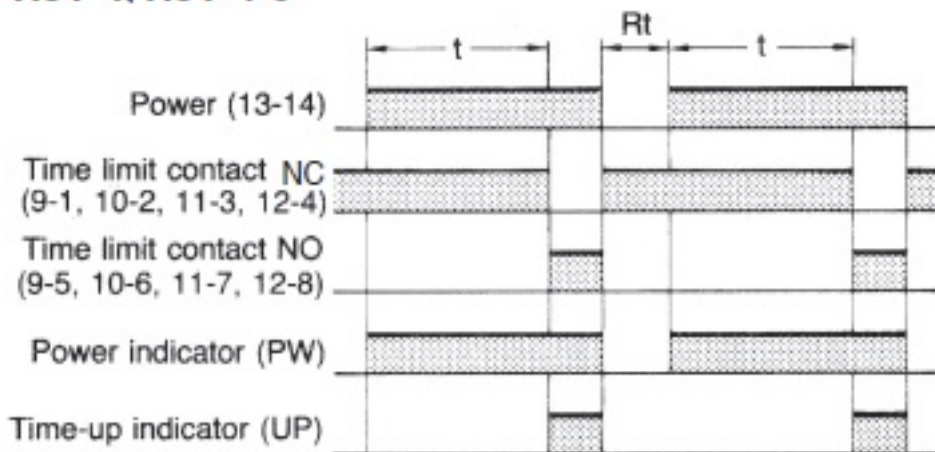 Rt
t
t
Power (13-14)
Time limit contact NC
(9-1, 10-2, 11-3, 12-4)
Time limit contact NO
(9-5, 10-6, 11-7, 12-8)
Power indicator (PW)
Time-up indicator (UP)